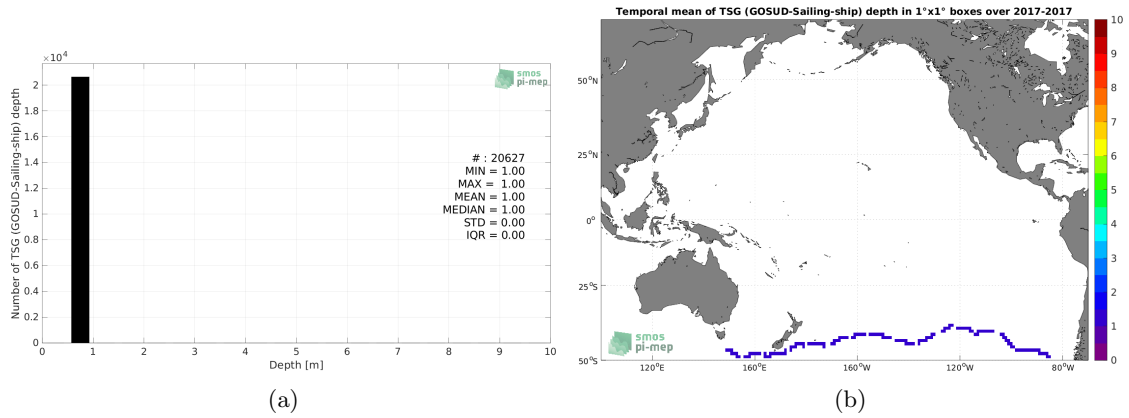 ×10⁴
2
1.8
1.6
1.4
1.2
1
0.8
0.6
0.4
0.2
0
Number of TSG (GOSUD-Sailing-ship) depth
smos
pi-mep
# : 20627
MIN = 1.00
MAX = 1.00
MEAN = 1.00
MEDIAN = 1.00
STD = 0.00
IQR = 0.00
0 1 2 3 4 5 6 7 8 9 10
Depth [m]
(a)
Temporal mean of TSG (GOSUD-Sailing-ship) depth in 1°x1° boxes over 2017-2017
50°N
25°N
0°
25°S
50°S
smos
pi-mep
120°E 160°E 160°W 120°W 80°W
10
9
8
7
6
5
4
3
2
1
0
(b)